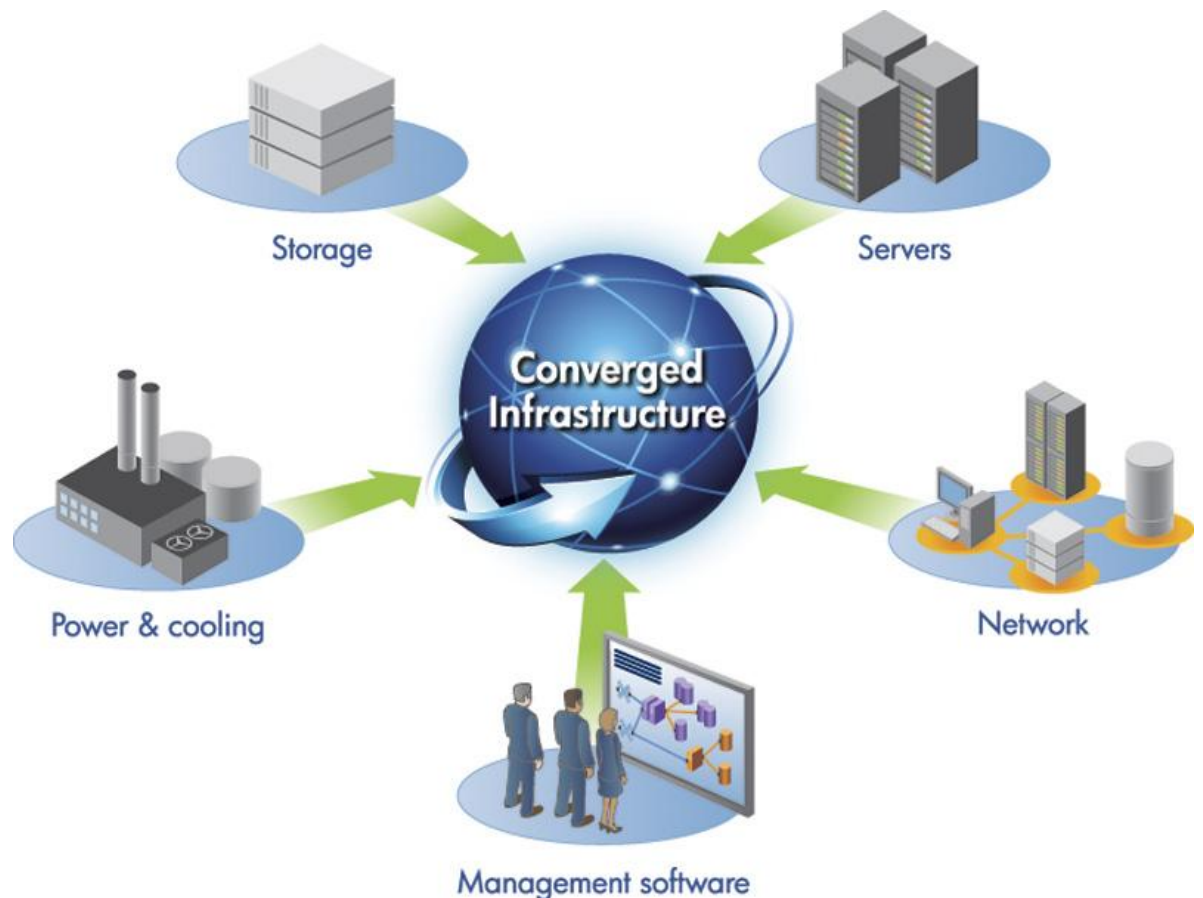 Storage
Servers
Converged
Infrastructure
Power & cooling
Network
Management software